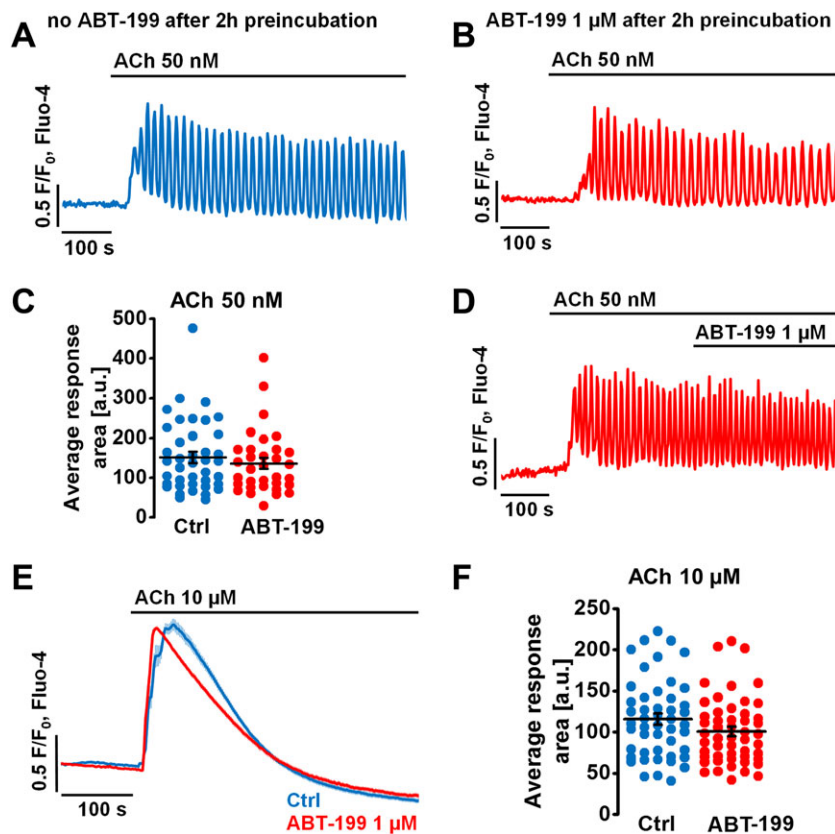 A
no ABT-199 after 2h preincubation
ACh 50 nM
0.5 F/F0, Fluo-4
100 s
B
ABT-199 1 µM after 2h preincubation
ACh 50 nM
0.5 F/F0, Fluo-4
100 s
C
ACh 50 nM
Average response
area [a.u.]
500
400
300
200
100
0
Ctrl
ABT-199
D
ACh 50 nM
ABT-199 1 µM
0.5 F/F0, Fluo-4
100 s
E
ACh 10 µM
0.5 F/F0, Fluo-4
100 s
Ctrl
ABT-199 1 µM
F
ACh 10 µM
Average response
area [a.u.]
250
200
150
100
50
0
Ctrl
ABT-199